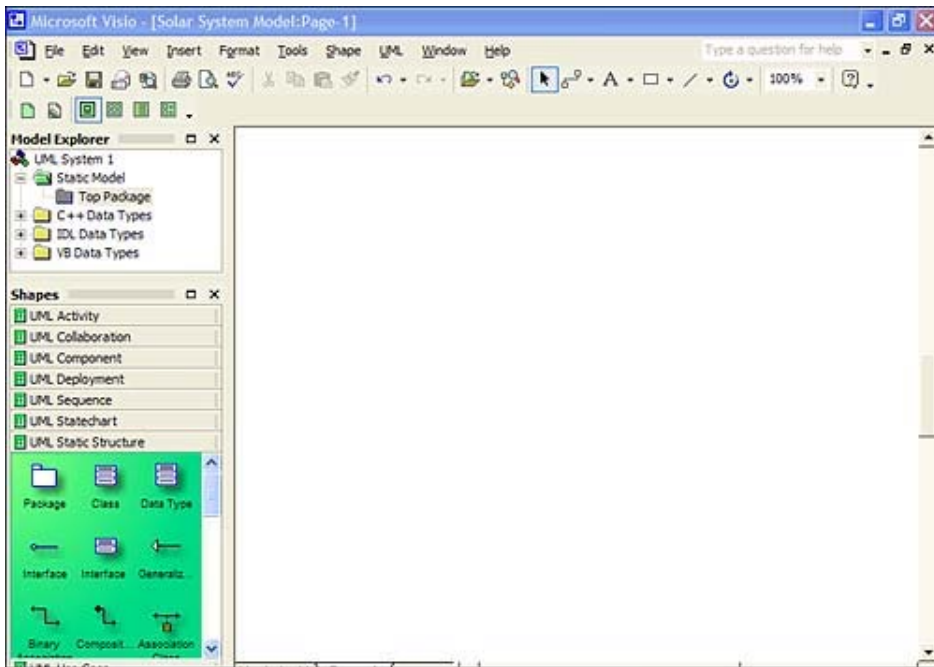 Microsoft Visio - [Solar System Model:Page-1]
File Edit View Insert Format Tools Shape UML Window Help Type a question for help
A 100%
Model Explorer
UML System 1
Static Model
Top Package
C++ Data Types
IDL Data Types
VB Data Types
Shapes
UML Activity
UML Collaboration
UML Component
UML Deployment
UML Sequence
UML Statechart
UML Static Structure
Package Class Data Type
Interface Interface Generaliz...
Binary Composit... Association